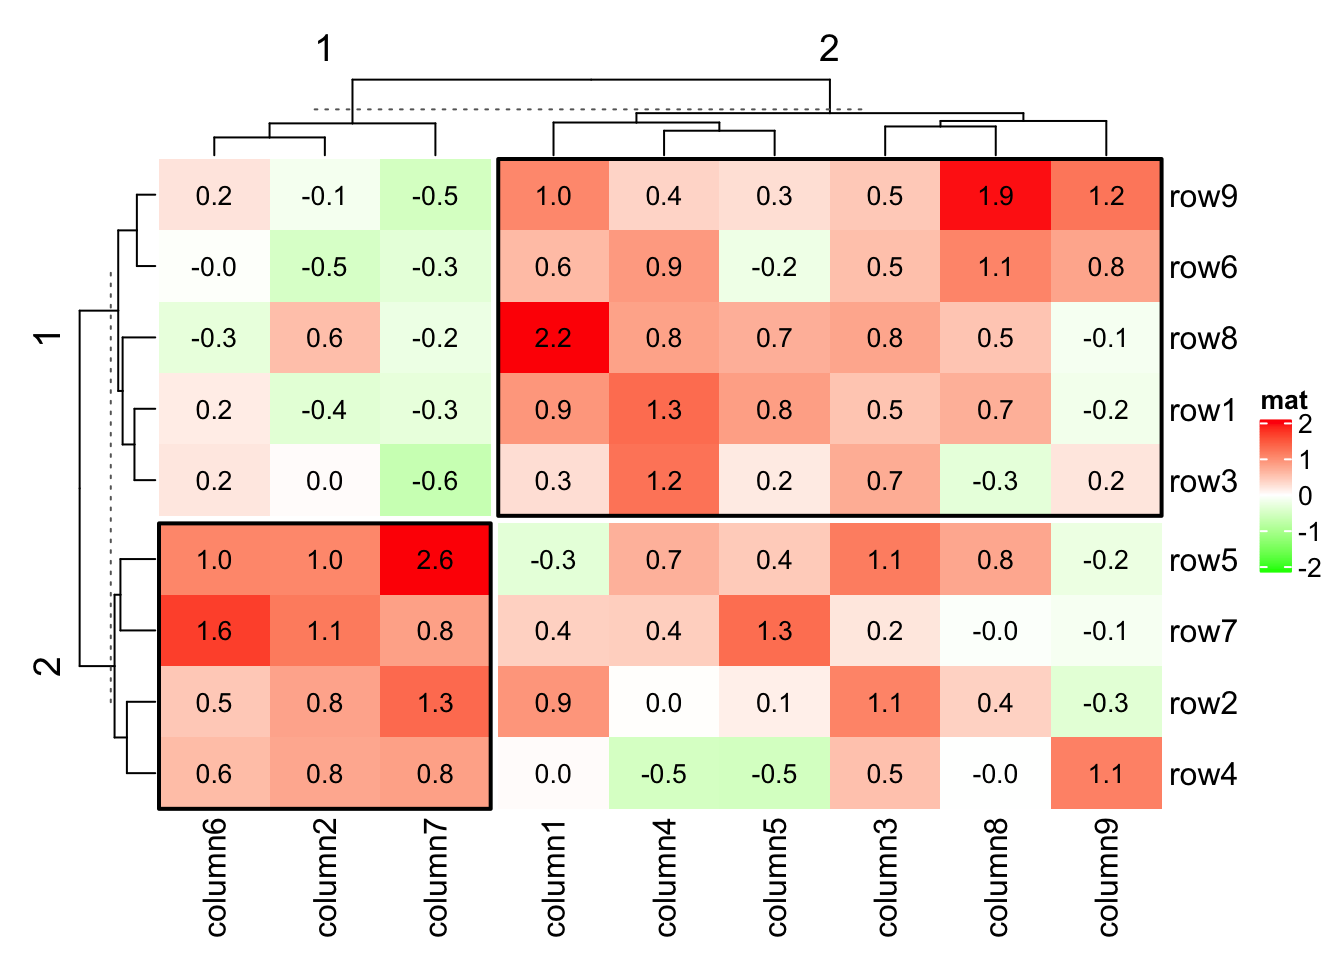 1 2
0.2 -0.1 -0.5 1.0 0.4 0.3 0.5 1.9 1.2 row9
-0.0 -0.5 -0.3 0.6 0.9 -0.2 0.5 1.1 0.8 row6
1 -0.3 0.6 -0.2 2.2 0.8 0.7 0.8 0.5 -0.1 row8
0.2 -0.4 -0.3 0.9 1.3 0.8 0.5 0.7 -0.2 row1
0.2 0.0 -0.6 0.3 1.2 0.2 0.7 -0.3 0.2 row3
1.0 1.0 2.6 -0.3 0.7 0.4 1.1 0.8 -0.2 row5
1.6 1.1 0.8 0.4 0.4 1.3 0.2 -0.0 -0.1 row7
2 0.5 0.8 1.3 0.9 0.0 0.1 1.1 0.4 -0.3 row2
0.6 0.8 0.8 0.0 -0.5 -0.5 0.5 -0.0 1.1 row4
column6 column2 column7 column1 column4 column5 column3 column8 column9
mat
2
1
0
-1
-2